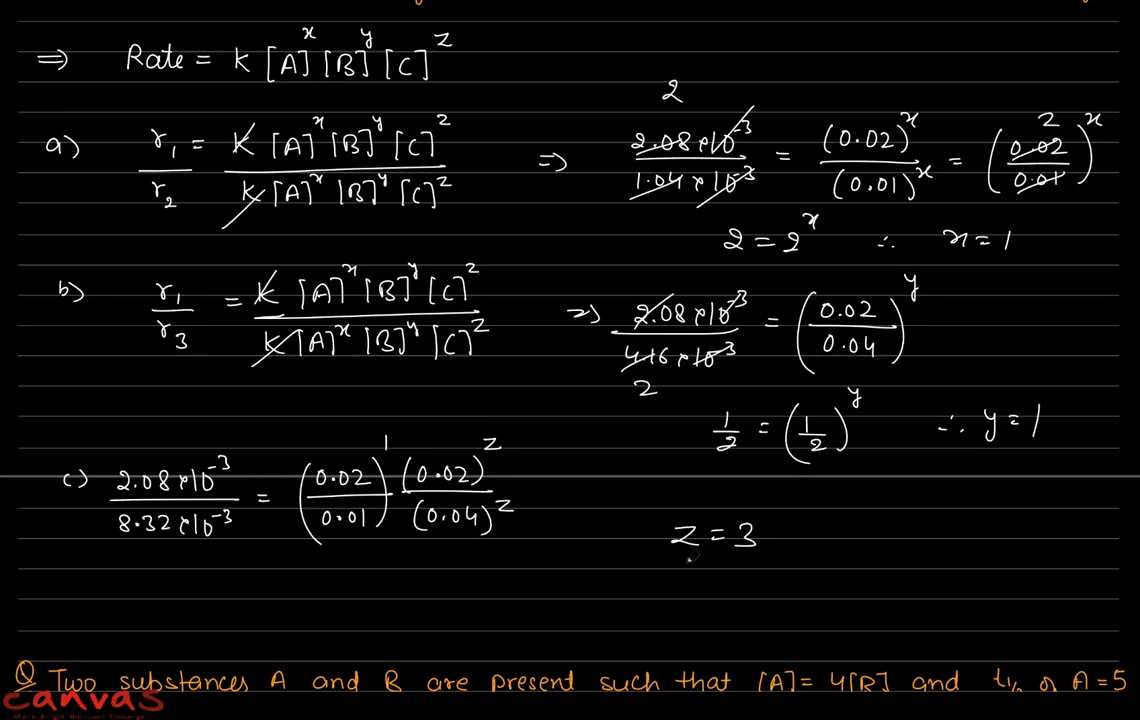 ⇒ Rate = K [A]^x [B]^y [C]^z
a) r₁/r₂ = K [A]^x [B]^y [C]^z / K [A]^x [B]^y [C]^z ⇒ 2.08×10^-3 / 1.04×10^-3 = (0.02)^x / (0.01)^x = (0.02/0.01)^x
2
2
2 = 2^x ∴ x = 1
b) r₁/r₃ = K [A]^x [B]^y [C]^z / K [A]^x [B]^y [C]^z ⇒ 2.08×10^-3 / 4.16×10^-3 = (0.02/0.04)^y
2
1/2 = (1/2)^y ∴ y = 1
c) 2.08×10^-3 / 8.32×10^-3 = (0.02/0.01)^1 (0.02)^z / (0.04)^z
z = 3
Q Two substances A and B are present such that [A] = 4[B] and t1/2 of A = 5
canvas